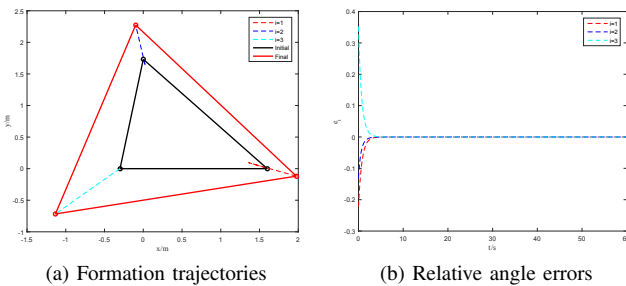 2.5
2
1.5
1
0.5
0
-0.5
-1
-1.5
-1
-0.5
0
0.5
1
1.5
2
y/m
x/m
i=1
i=2
i=3
Initial
Final
(a) Formation trajectories
0.4
0.3
0.2
0.1
0
-0.1
-0.2
-0.3
0
10
20
30
40
50
60
e_i
t/s
i=1
i=2
i=3
(b) Relative angle errors